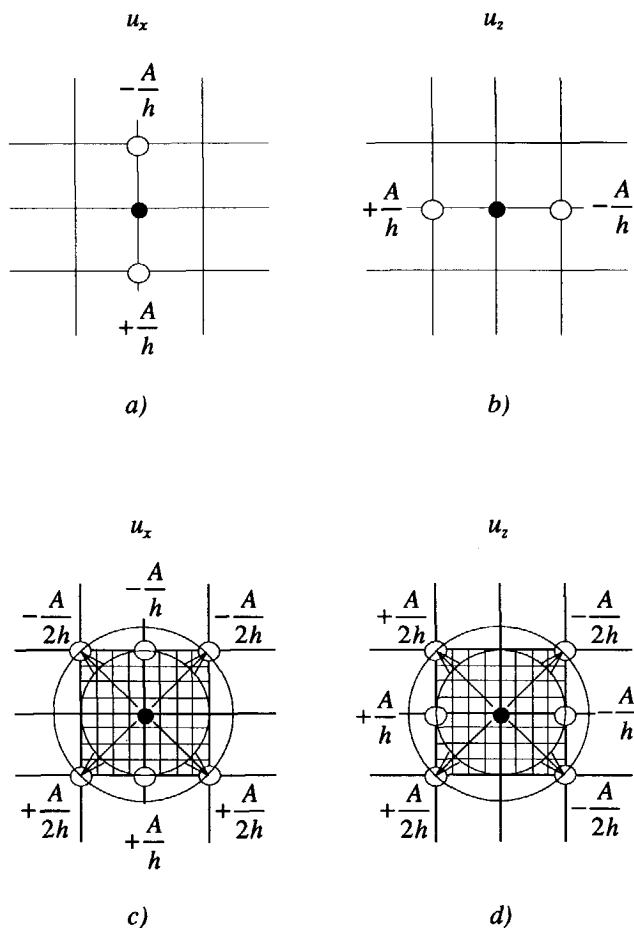 u_x u_z
-A/h
+A/h -A/h
+A/h
a) b)
u_x u_z
-A/2h -A/h -A/2h +A/2h -A/2h
+A/h -A/h
+A/2h +A/h +A/2h +A/2h -A/2h
c) d)